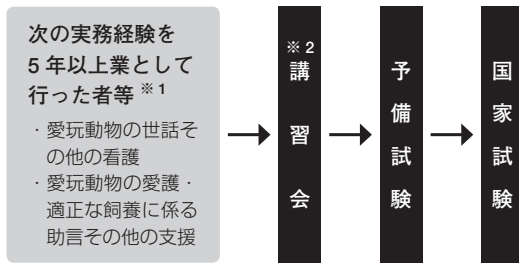 次の実務経験を
5年以上業として
行った者等 ※1
・愛玩動物の世話そ
の他の看護
・愛玩動物の愛護・
適正な飼養に係る
助言その他の支援
※2
講習会
予備試験
国家試験